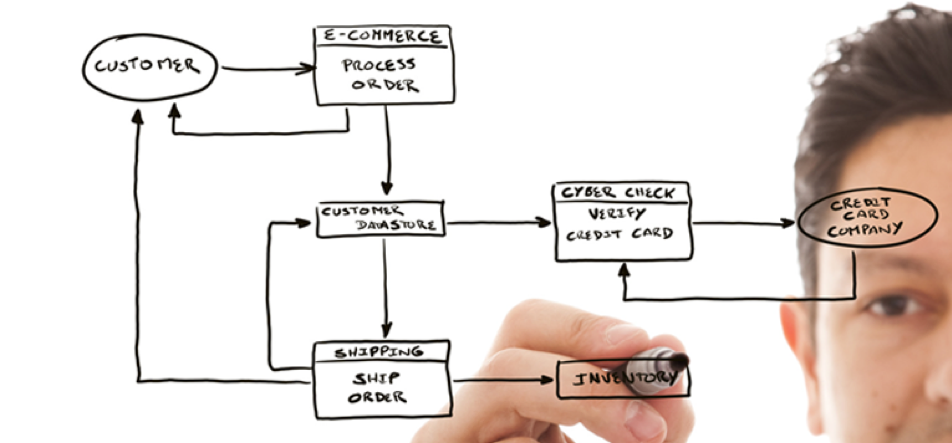 E-COMMERCE
CUSTOMER
PROCESS
ORDER
CUSTOMER
DATASTORE
CYBER CHECK
VERIFY
CREDIT CARD
CREDIT
CARD
COMPANY
SHIPPING
SHIP
ORDER
INVENTORY